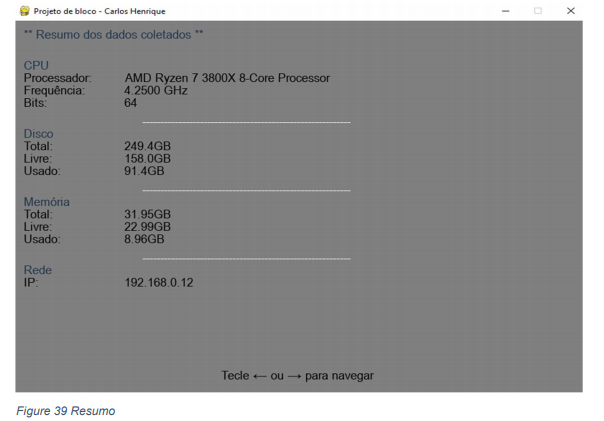 Projeto de bloco - Carlos Henrique
** Resumo dos dados coletados **
CPU
Processador: AMD Ryzen 7 3800X 8-Core Processor
Frequência: 4.2500 GHz
Bits: 64
Disco
Total: 249.4GB
Livre: 158.0GB
Usado: 91.4GB
Memória
Total: 31.95GB
Livre: 22.99GB
Usado: 8.96GB
Rede
IP: 192.168.0.12
Tecle ← ou → para navegar
Figure 39 Resumo